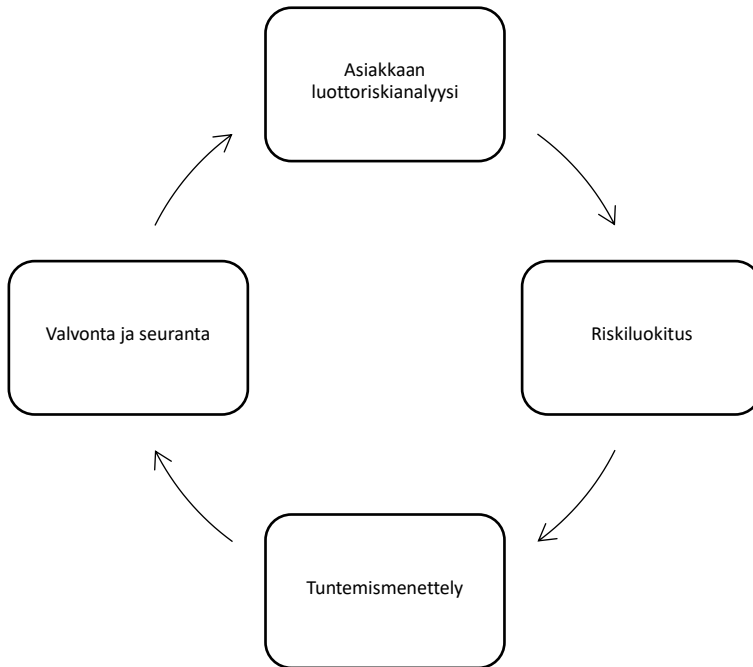 Asiakkaan
luottoriskianalyysi
Riskiluokitus
Tuntemismenettely
Valvonta ja seuranta